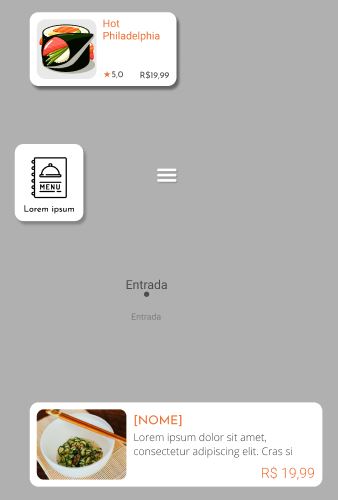 Hot
Philadelphia
★5,0 R$19,99
MENU
Lorem ipsum
Entrada
Entrada
[NOME]
Lorem ipsum dolor sit amet,
consectetur adipiscing elit. Cras si
R$ 19,99